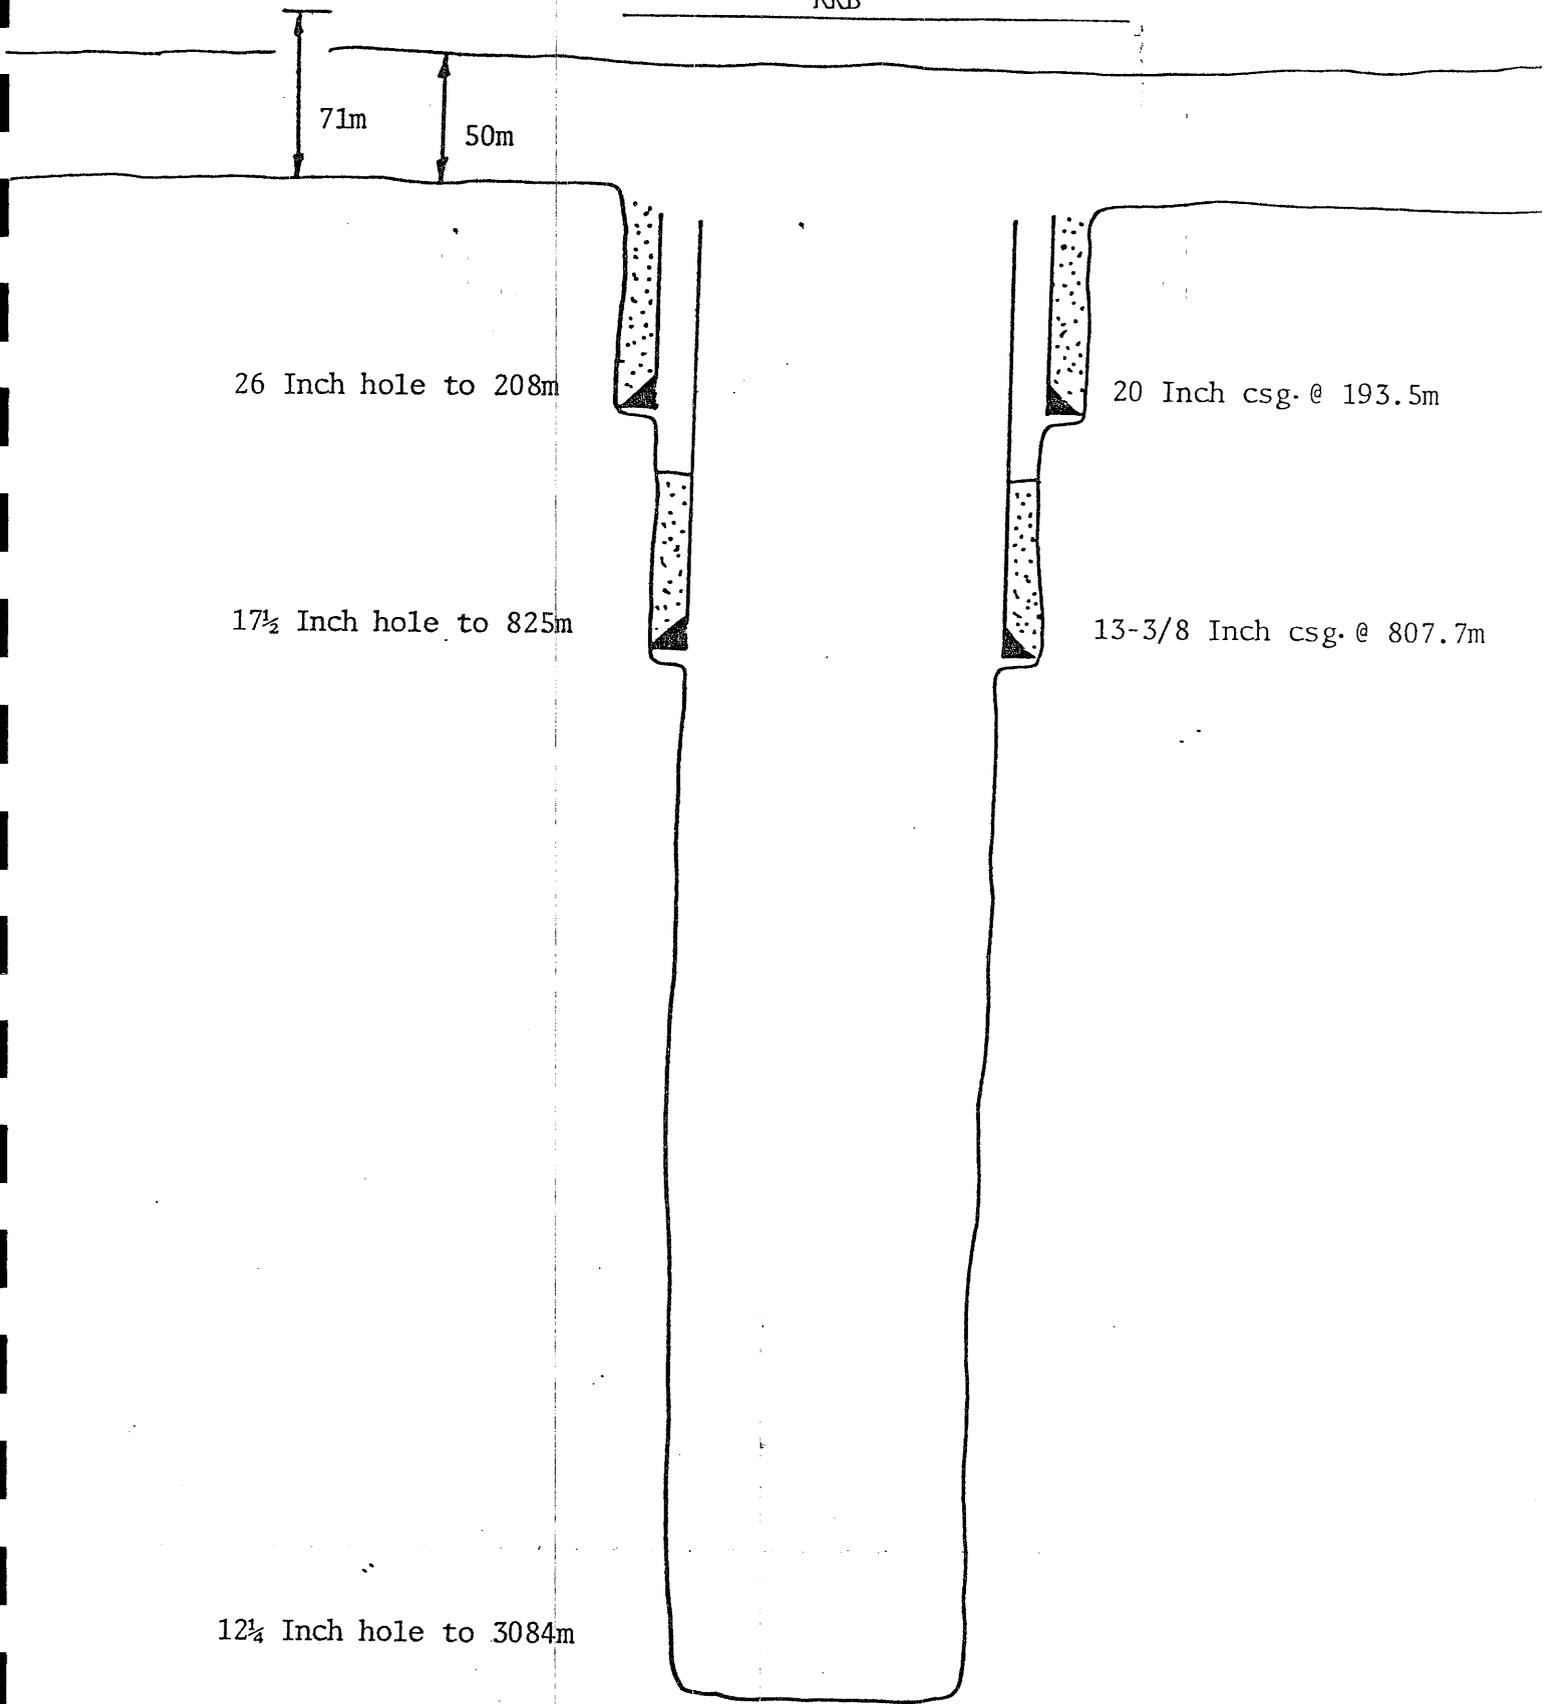 71m
50m
26 Inch hole to 208m
20 Inch csg. @ 193.5m
17½ Inch hole to 825m
13-3/8 Inch csg. @ 807.7m
12¼ Inch hole to 3084m